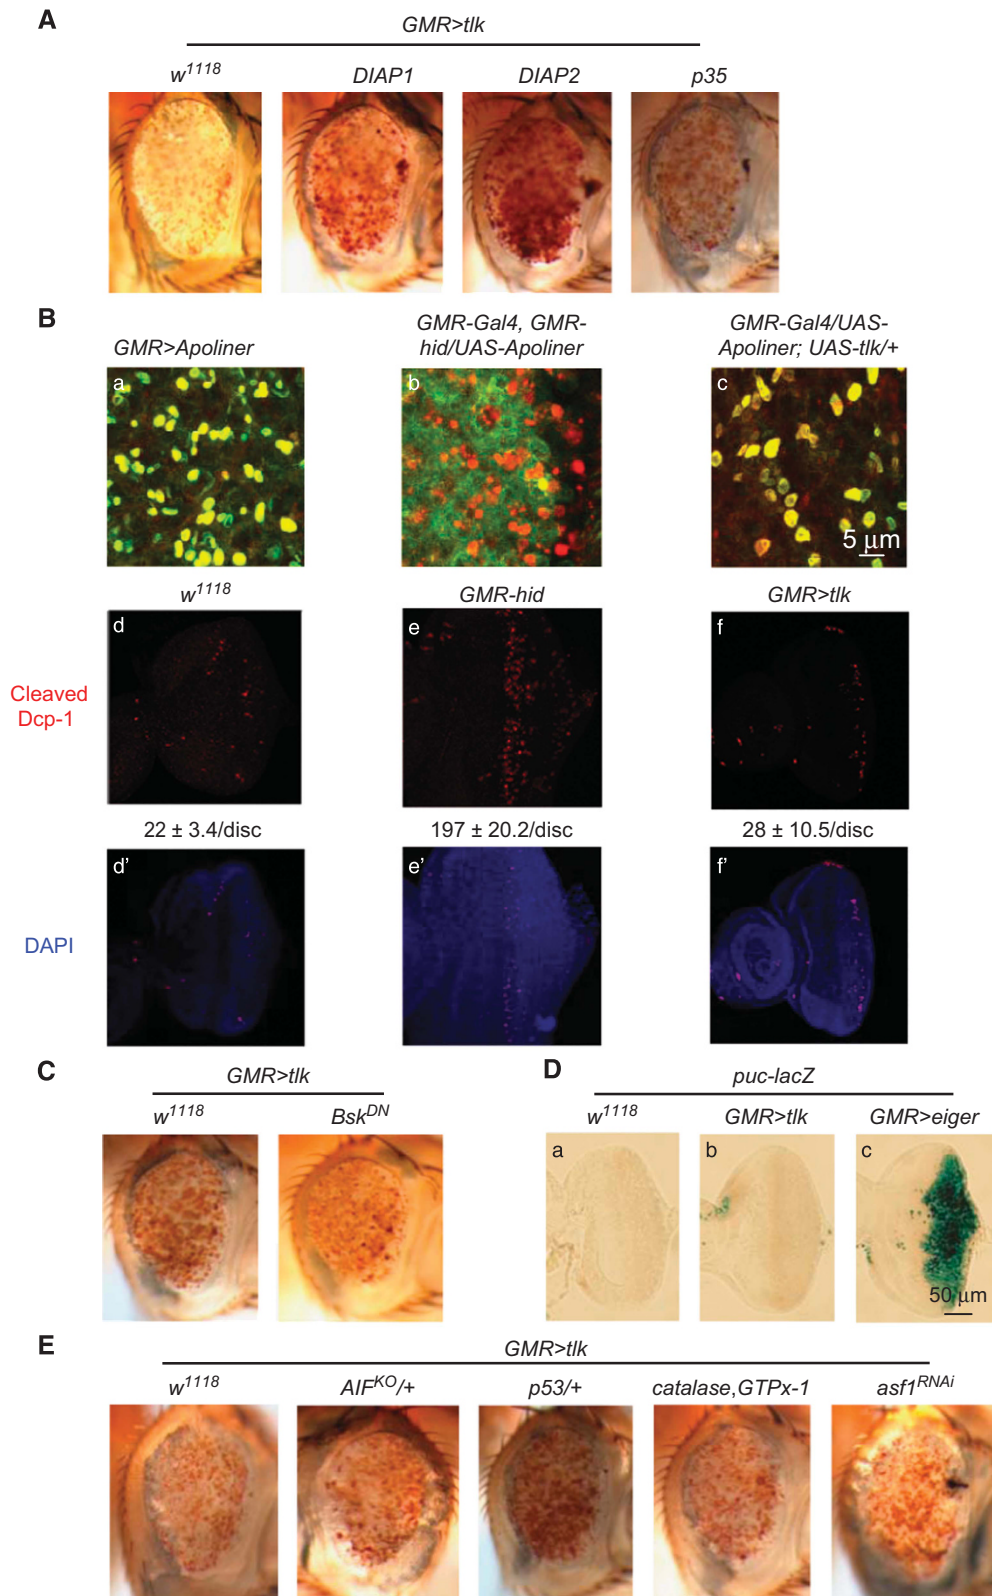 A
GMR>tlk
w1118 DIAP1 DIAP2 p35
B
GMR>Apoliner
GMR-Gal4, GMR-
hid/UAS-Apoliner
GMR-Gal4/UAS-
Apoliner; UAS-tlk/+
a b c
5 μm
w1118 GMR-hid GMR>tlk
d e f
Cleaved
Dcp-1
22 ± 3.4/disc 197 ± 20.2/disc 28 ± 10.5/disc
d' e' f'
DAPI
C
GMR>tlk
w1118 BskDN
D
puc-lacZ
w1118 GMR>tlk GMR>eiger
a b c
50 μm
E
GMR>tlk
w1118 AIFKO/+ p53/+ catalase,GTPx-1 asf1RNAi